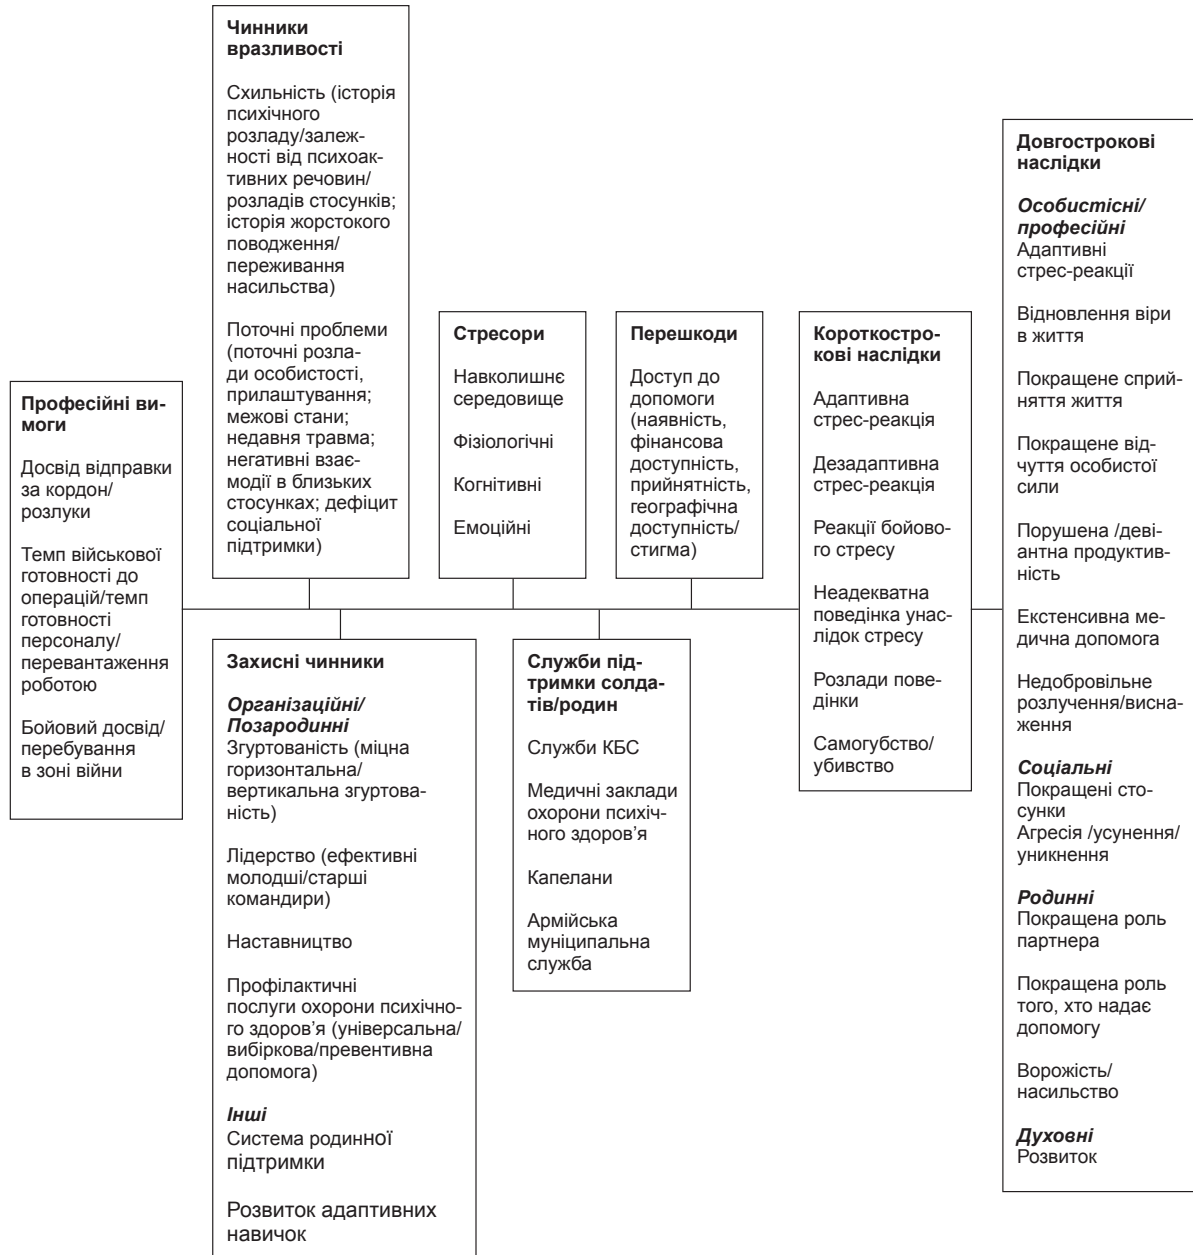 Чинники
вразливості
Схильність (історія
психічного
розладу/залеж-
ності від психоак-
тивних речовин/
розладів стосунків;
історія жорстокого
поводження/
переживання
насильства)
Поточні проблеми
(поточні розла-
ди особистості,
прилаштування;
межові стани;
недавня травма;
негативні взає-
модії в близьких
стосунках; дефіцит
соціальної
підтримки)
Професійні ви-
моги
Досвід відправки
за кордон/
розлуки
Темп військової
готовності до
операцій/темп
готовності
персоналу/
перевантаження
роботою
Бойовий досвід/
перебування
в зоні війни
Стресори
Навколишнє
середовище
Фізіологічні
Когнітивні
Емоційні
Перешкоди
Доступ до
допомоги
(наявність,
фінансова
доступність,
прийнятність,
географічна
доступність/
стигма)
Короткостро-
кові наслідки
Адаптивна
стрес-реакція
Дезадаптивна
стрес-реакція
Реакції бойово-
го стресу
Неадекватна
поведінка унас-
лідок стресу
Розлади пове-
дінки
Самогубство/
убивство
Довгострокові
наслідки
Особистісні/
професійні
Адаптивні
стрес-реакції
Відновлення віри
в життя
Покращене сприй-
няття життя
Покращене від-
чуття особистої
сили
Порушена /деві-
антна продуктив-
ність
Екстенсивна ме-
дична допомога
Недобровільне
розлучення/висна-
ження
Соціальні
Покращені сто-
сунки
Агресія /усунення/
уникнення
Родинні
Покращена роль
партнера
Покращена роль
того, хто надає
допомогу
Ворожість/
насильство
Духовні
Розвиток
Захисні чинники
Організаційні/
Позародинні
Згуртованість (міцна
горизонтальна/
вертикальна згуртова-
ність)
Лідерство (ефективні
молодші/старші
командири)
Наставництво
Профілактичні
послуги охорони психічно-
го здоров’я (універсальна/
вибіркова/превентивна
допомога)
Інші
Система родинної
підтримки
Розвиток адаптивних
навичок
Служби під-
тримки солда-
тів/родин
Служби КБС
Медичні заклади
охорони психіч-
ного здоров’я
Капелани
Армійська
муніципальна
служба